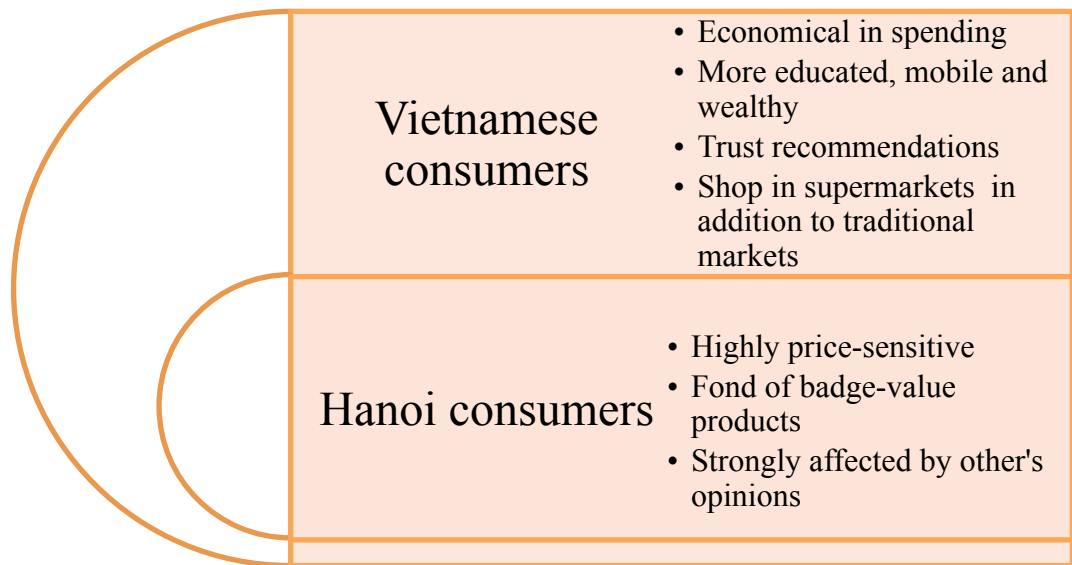 Vietnamese
consumers
• Economical in spending
• More educated, mobile and
wealthy
• Trust recommendations
• Shop in supermarkets  in
addition to traditional
markets
Hanoi consumers
• Highly price-sensitive
• Fond of badge-value
products
• Strongly affected by other's
opinions